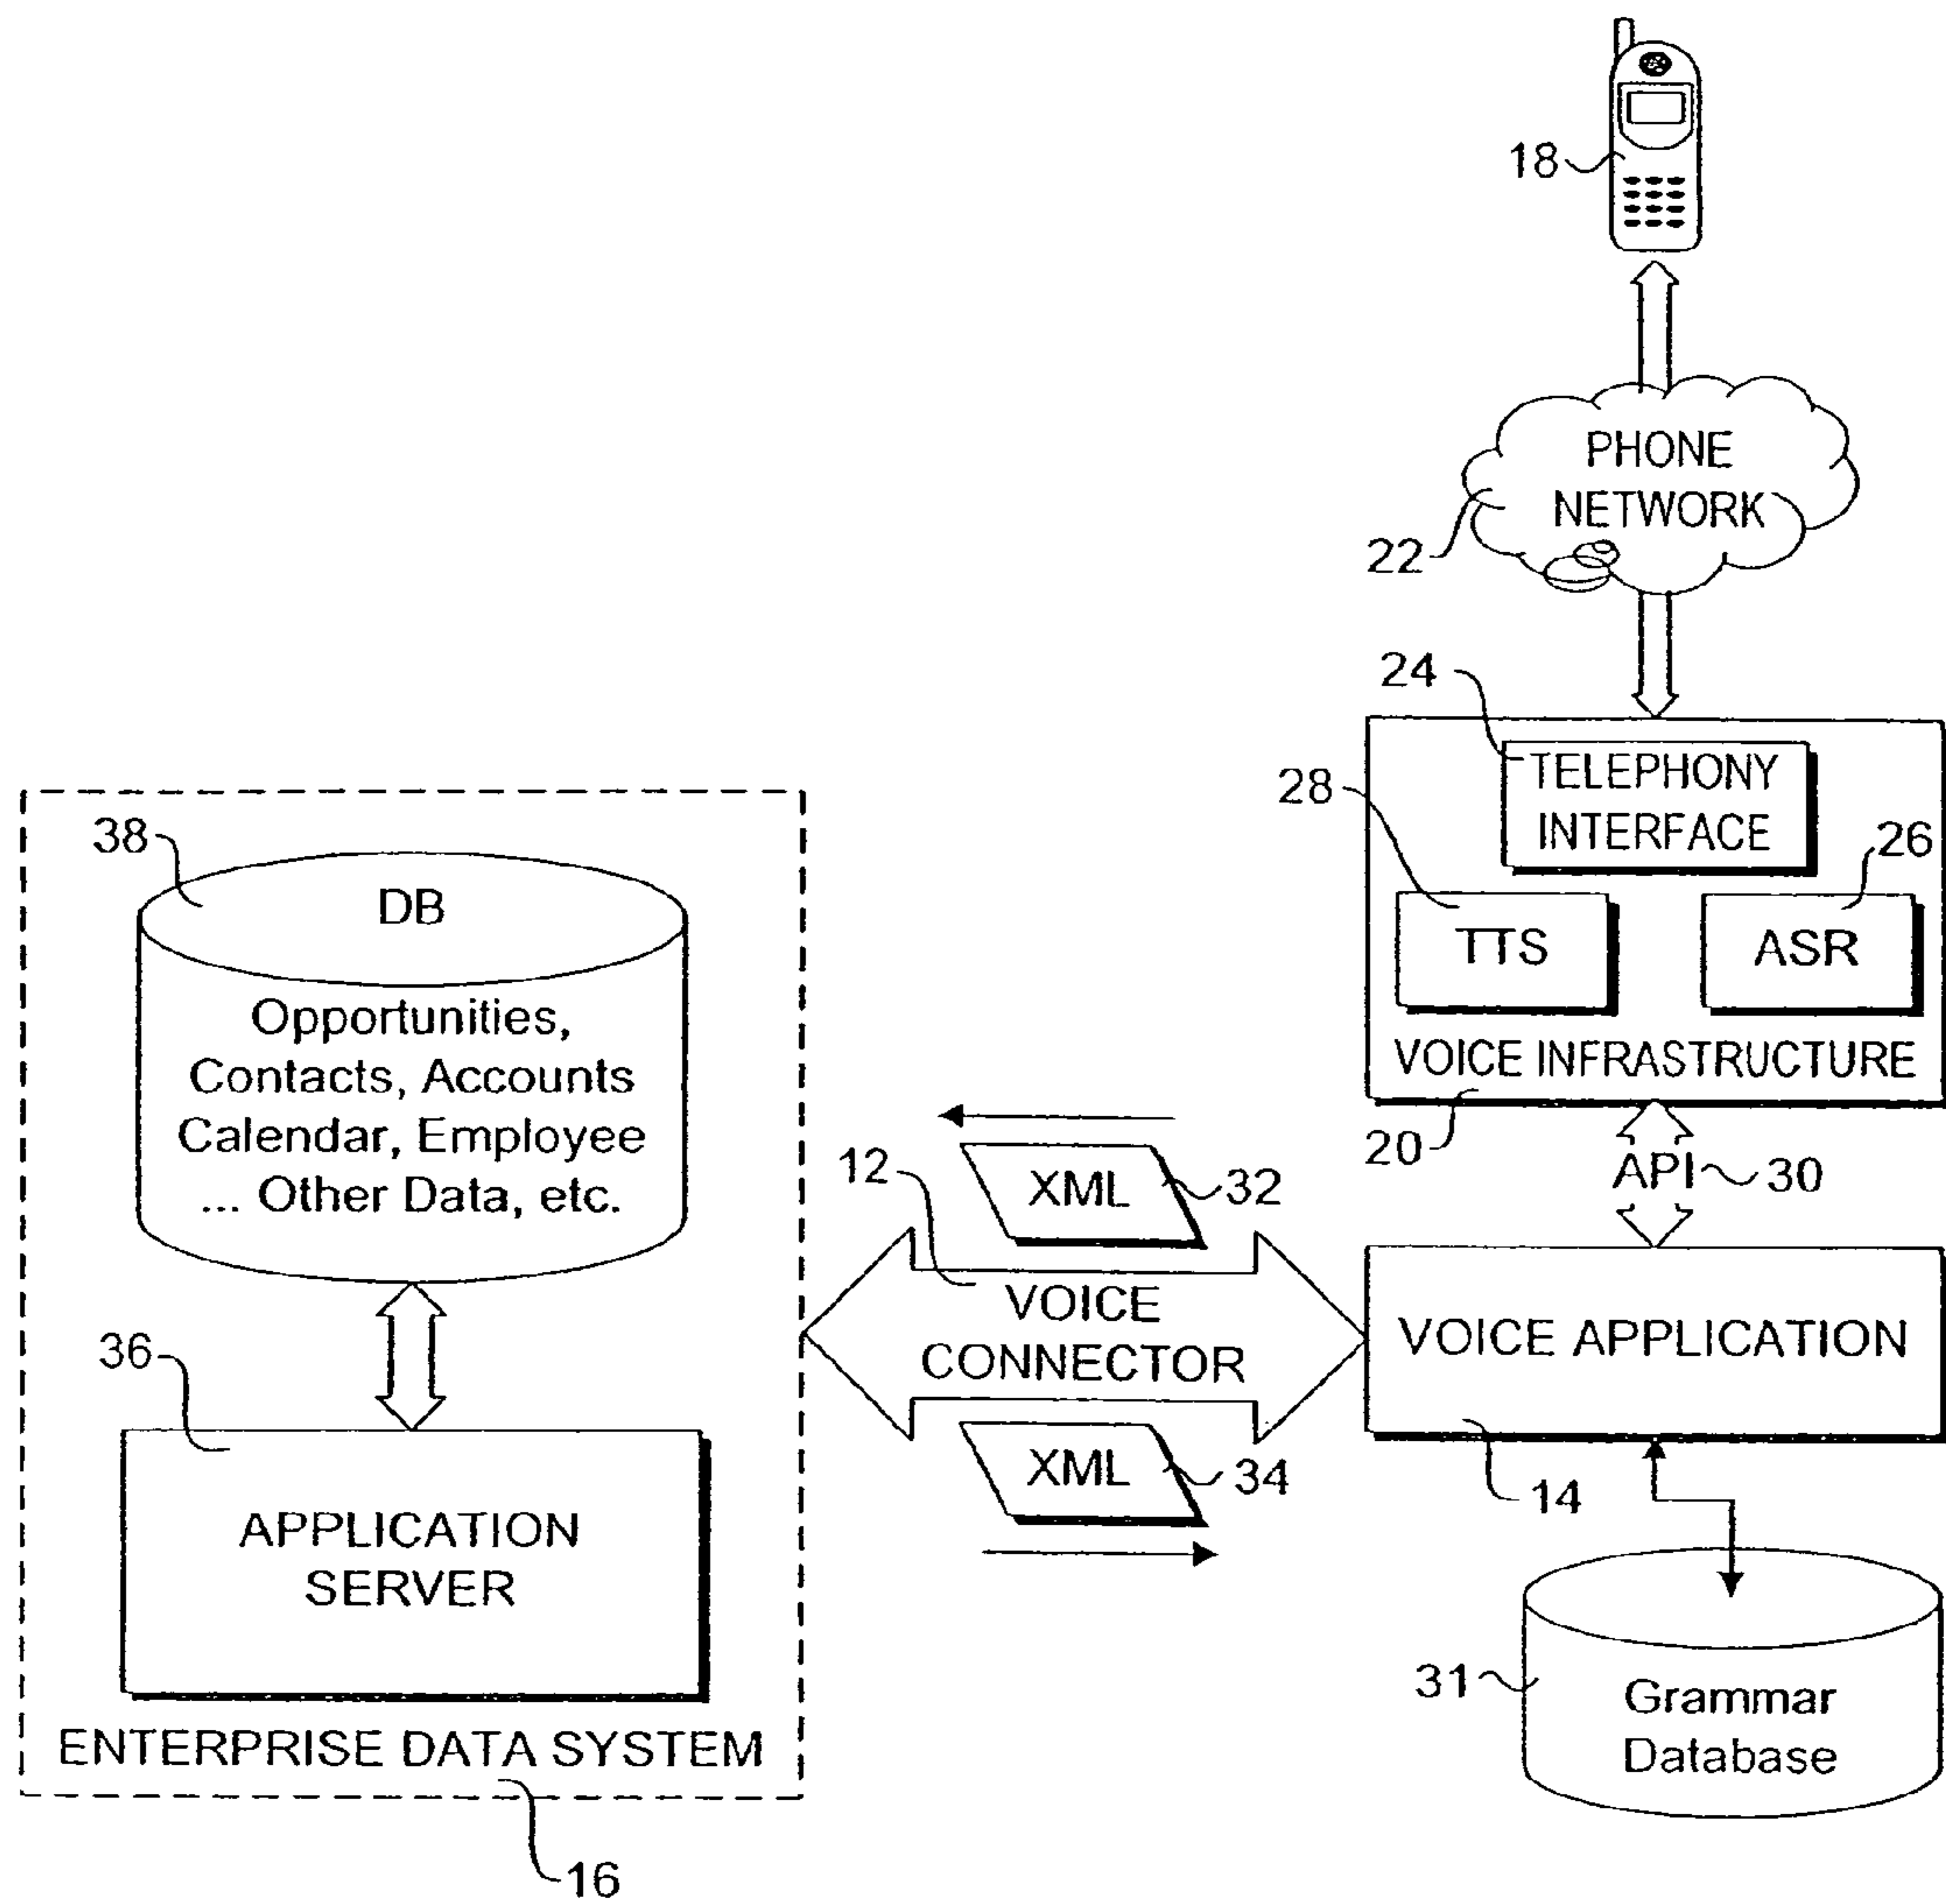 18
PHONE
NETWORK
22
24
TELEPHONY
INTERFACE
28
26
TTS
ASR
VOICE INFRASTRUCTURE
20
API
30
38
DB
Opportunities,
Contacts, Accounts
Calendar, Employee
... Other Data, etc.
36
APPLICATION
SERVER
ENTERPRISE DATA SYSTEM
16
XML
32
12
VOICE
CONNECTOR
XML
34
VOICE APPLICATION
14
31
Grammar
Database